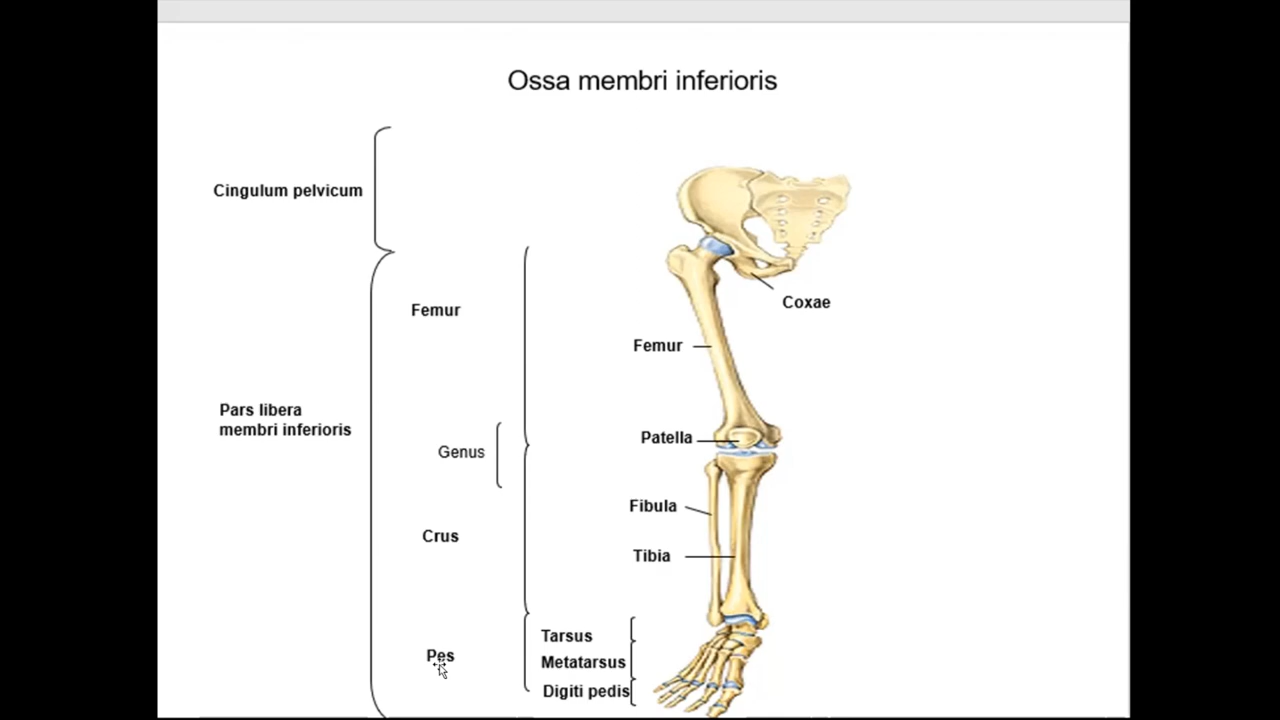 Ossa membri inferioris
Cingulum pelvicum
Coxae
Femur
Femur
Pars libera
membri inferioris
Patella
Genus
Fibula
Crus
Tibia
Tarsus
Pes
Metatarsus
Digiti pedis